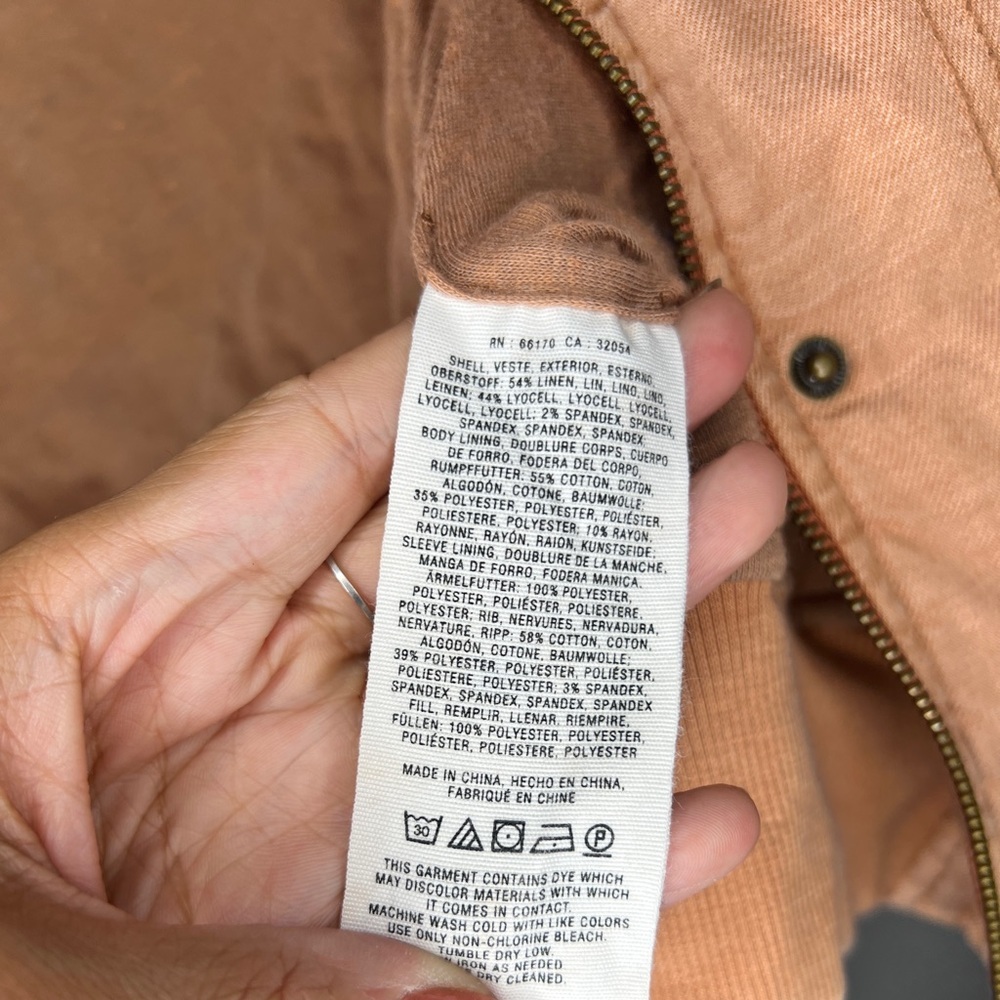 RN : 66170 CA : 32054
SHELL, VESTE, EXTERIOR, ESTERNO,
OBERSTOFF: 54% LINEN, LIN, LINO, LINO,
LEINEN; 44% LYOCELL, LYOCELL, LYOCELL,
LYOCELL, LYOCELL; 2% SPANDEX, SPANDEX,
SPANDEX, SPANDEX, SPANDEX,
BODY LINING, DOUBLURE CORPS, CUERPO
DE FORRO, FODERA DEL CORPO,
RUMPFFUTTER: 55% COTTON, COTON,
ALGODÓN, COTONE, BAUMWOLLE;
35% POLYESTER, POLYESTER, POLIÉSTER,
POLIESTERE, POLYESTER; 10% RAYON,
RAYONNE, RAYÓN, RAION, KUNSTSEIDE;
SLEEVE LINING, DOUBLURE DE LA MANCHE,
MANGA DE FORRO, FODERA MANICA,
ÄRMELFUTTER: 100% POLYESTER,
POLYESTER, POLIÉSTER, POLIESTERE,
POLYESTER; RIB, NERVURES, NERVADURA,
NERVATURE, RIPP: 58% COTTON, COTON,
ALGODÓN, COTONE, BAUMWOLLE;
39% POLYESTER, POLYESTER, POLIÉSTER,
POLIESTERE, POLYESTER; 3% SPANDEX,
SPANDEX, SPANDEX, SPANDEX, SPANDEX
FILL, REMPLIR, LLENAR, RIEMPIRE,
FÜLLEN: 100% POLYESTER, POLYESTER,
POLIÉSTER, POLIESTERE, POLYESTER
MADE IN CHINA, HECHO EN CHINA,
FABRIQUÉ EN CHINE
30 P
THIS GARMENT CONTAINS DYE WHICH
MAY DISCOLOR MATERIALS WITH WHICH
IT COMES IN CONTACT.
MACHINE WASH COLD WITH LIKE COLORS
USE ONLY NON-CHLORINE BLEACH.
TUMBLE DRY LOW.
IRON AS NEEDED
DRY CLEANED.